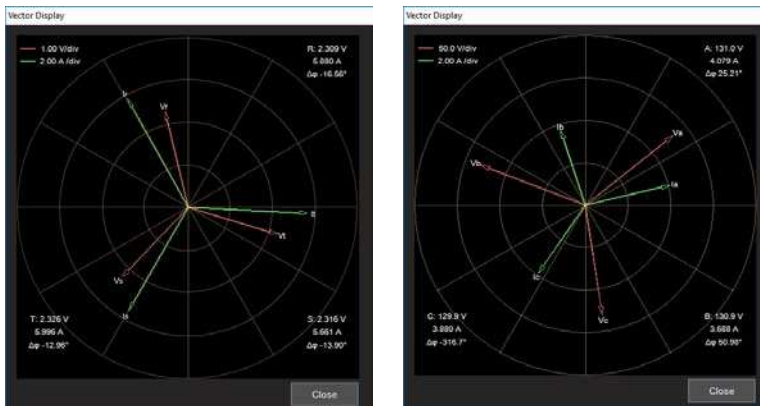 Vector Display
1.00 V/div
2.00 A /div
R: 2.309 V
5.880 A
Δφ -16.56°
Ir
Vr
It
Vt
Vs
Is
T: 2.326 V
5.996 A
Δφ -12.96°
S: 2.316 V
5.661 A
Δφ -13.90°
Close
Vector Display
50.0 V/div
2.00 A /div
A: 131.0 V
4.079 A
Δφ 25.21°
Ib
Va
Vb
Ia
Ic
Vc
C: 129.9 V
3.880 A
Δφ -316.7°
B: 130.9 V
3.668 A
Δφ 50.98°
Close